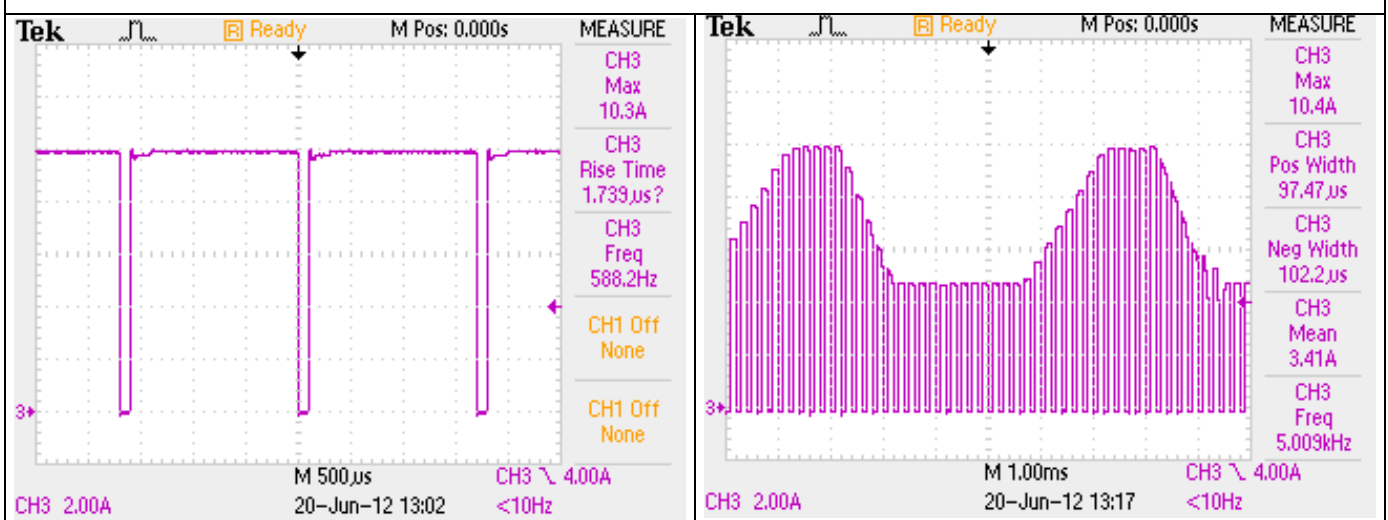 Tek
R Ready
M Pos: 0.000s
MEASURE
CH3
Max
10.3A
CH3
Rise Time
1.739µs?
CH3
Freq
588.2Hz
CH1 Off
None
CH1 Off
None
3
M 500µs
CH3
4.00A
CH3 2.00A
20-Jun-12 13:02
<10Hz
Tek
R Ready
M Pos: 0.000s
MEASURE
CH3
Max
10.4A
CH3
Pos Width
97.47µs
CH3
Neg Width
102.2µs
CH3
Mean
3.41A
CH3
Freq
5.009kHz
3
M 1.00ms
CH3
4.00A
CH3 2.00A
20-Jun-12 13:17
<10Hz